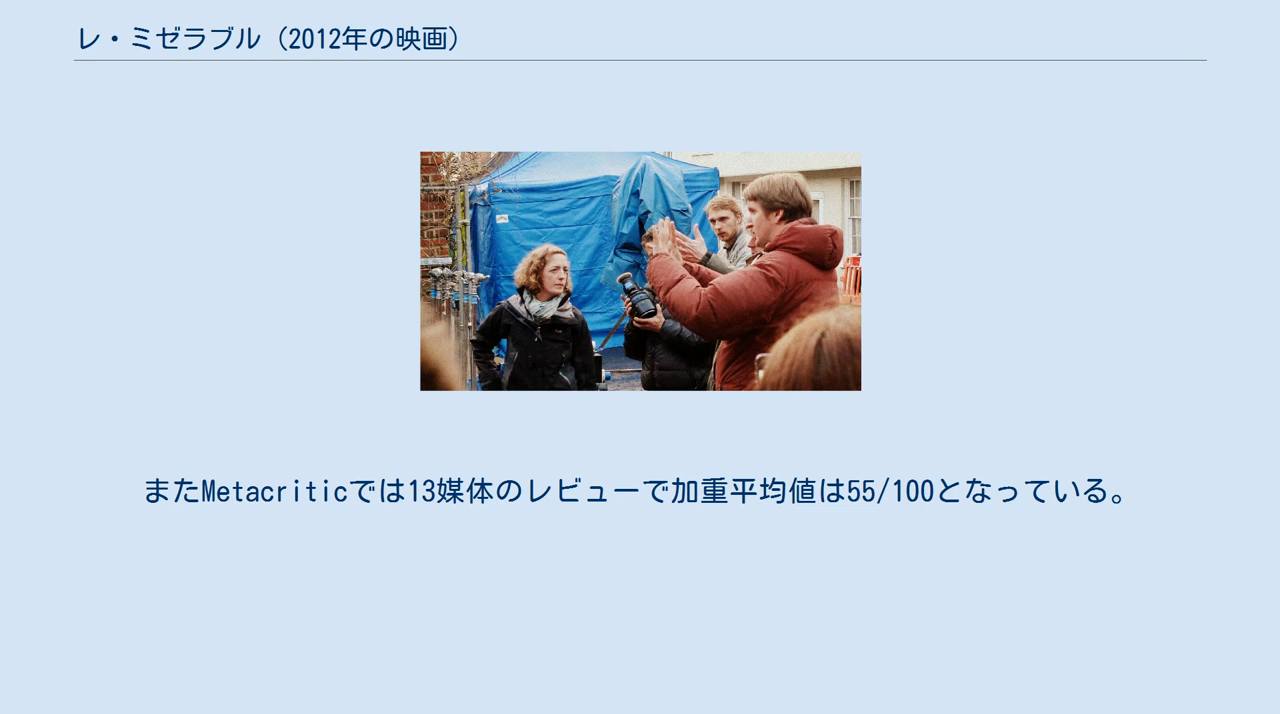 レ・ミゼラブル（2012年の映画）
またMetacriticでは13媒体のレビューで加重平均値は55/100となっている。